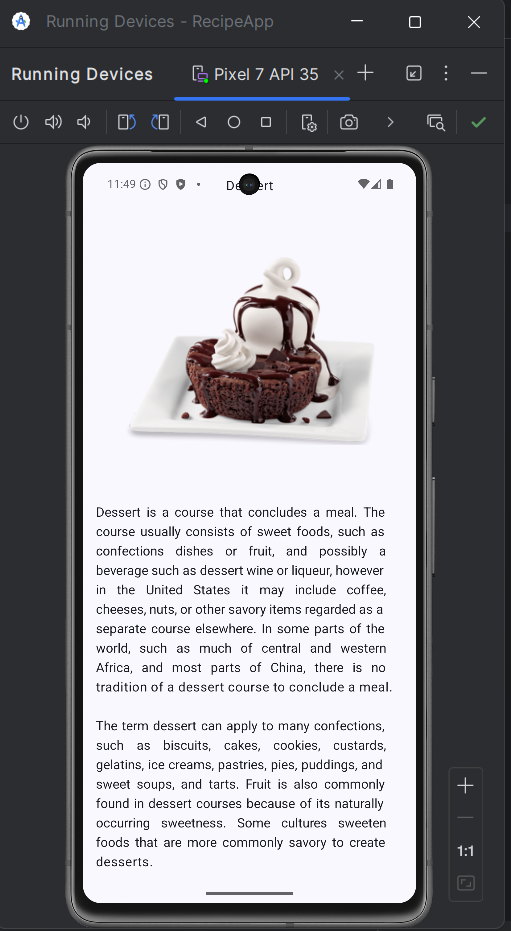 Running Devices - RecipeApp
Running Devices
Pixel 7 API 35
11:49
Dessert
Dessert is a course that concludes a meal. The
course usually consists of sweet foods, such as
confections dishes or fruit, and possibly a
beverage such as dessert wine or liqueur, however
in the United States it may include coffee,
cheeses, nuts, or other savory items regarded as a
separate course elsewhere. In some parts of the
world, such as much of central and western
Africa, and most parts of China, there is no
tradition of a dessert course to conclude a meal.
The term dessert can apply to many confections,
such as biscuits, cakes, cookies, custards,
gelatins, ice creams, pastries, pies, puddings, and
sweet soups, and tarts. Fruit is also commonly
found in dessert courses because of its naturally
occurring sweetness. Some cultures sweeten
foods that are more commonly savory to create
desserts.
1:1